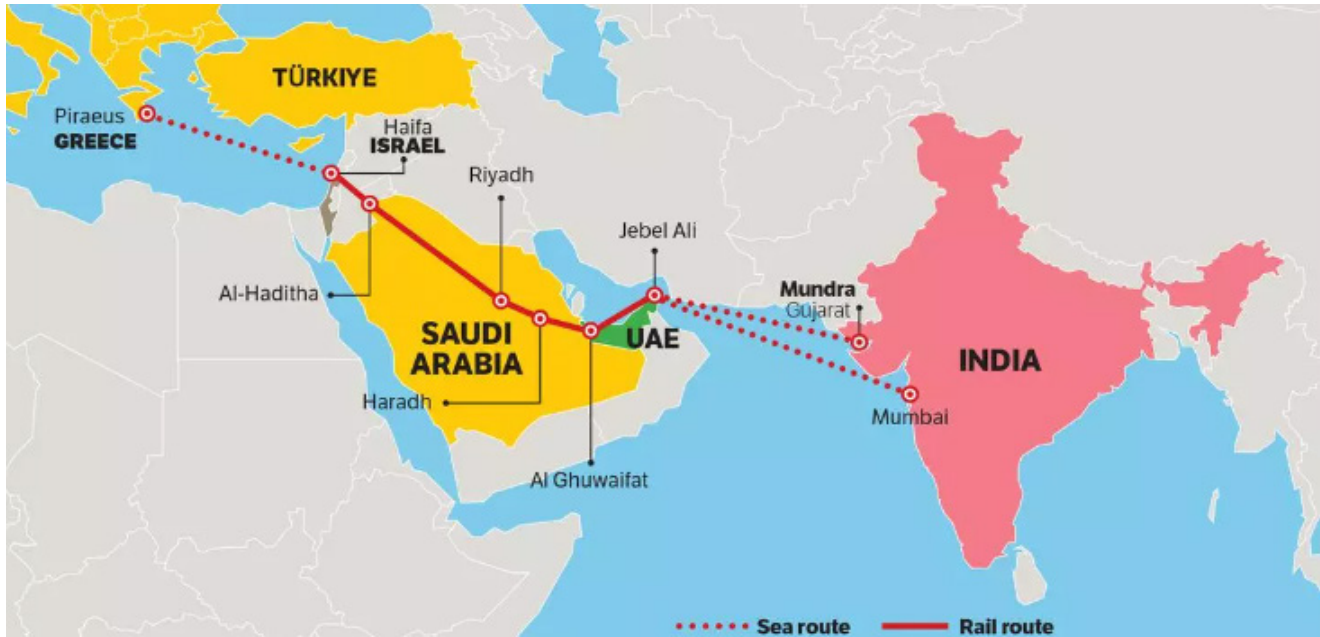 TÜRKIYE
Piraeus
GREECE
Haifa
ISRAEL
Riyadh
Jebel Ali
Al-Haditha
Mundra
Gujarat
SAUDI
ARABIA
UAE
INDIA
Haradh
Mumbai
Al Ghuwaifat
Sea route
Rail route